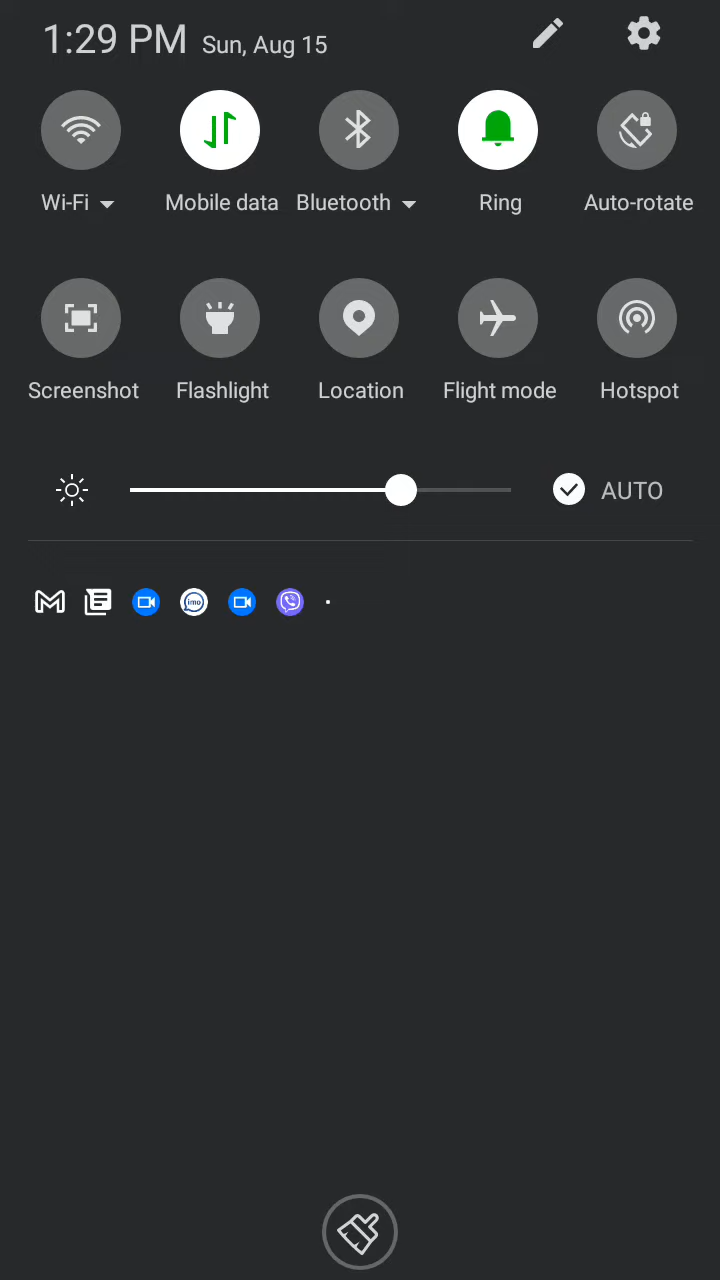 1:29 PM Sun, Aug 15
Wi-Fi Mobile data Bluetooth Ring Auto-rotate
Screenshot Flashlight Location Flight mode Hotspot
AUTO
imo